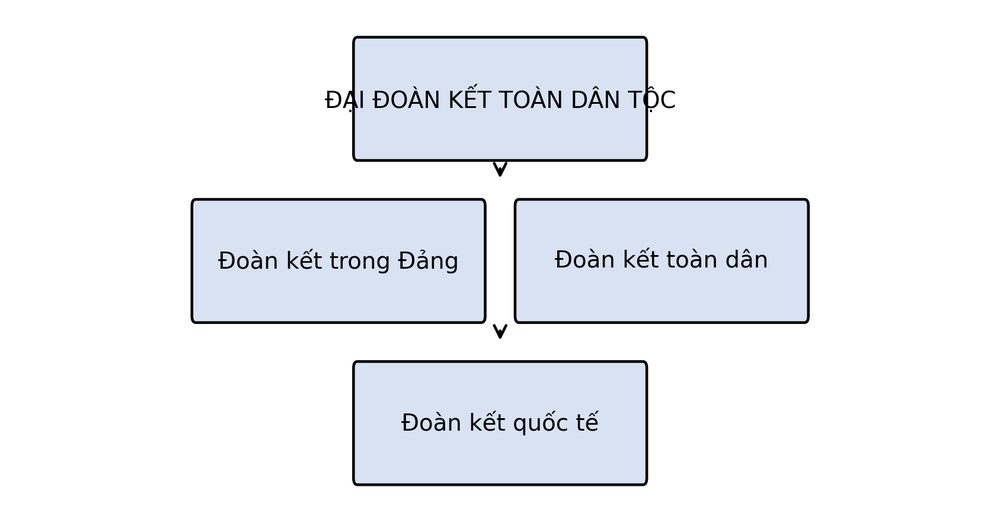 ĐẠI ĐOÀN KẾT TOÀN DÂN TỘC
Đoàn kết trong Đảng
Đoàn kết toàn dân
Đoàn kết quốc tế